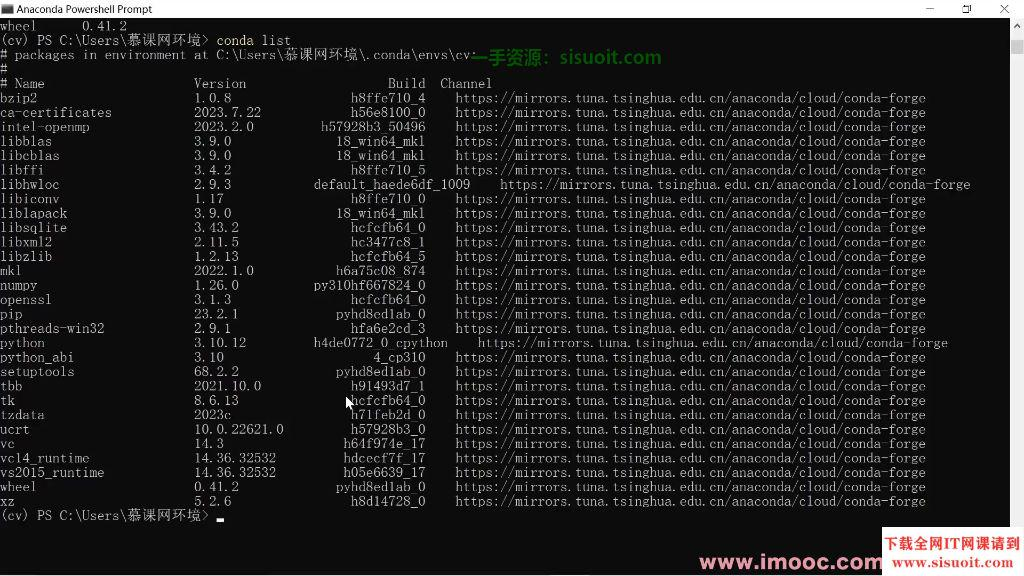 Anaconda Powershell Prompt
wheel 0.41.2
(cv) PS C:\Users\慕课网环境> conda list
# packages in environment at C:\Users\慕课网环境\.conda\envs\cv:
一手资源：sisuoit.com
#
# Name Version Build Channel
bzip2 1.0.8 h8ffe710_4 https://mirrors.tuna.tsinghua.edu.cn/anaconda/cloud/conda-forge
ca-certificates 2023.7.22 h56e8100_0 https://mirrors.tuna.tsinghua.edu.cn/anaconda/cloud/conda-forge
intel-openmp 2023.2.0 h57928b3_50496 https://mirrors.tuna.tsinghua.edu.cn/anaconda/cloud/conda-forge
libblas 3.9.0 18_win64_mkl https://mirrors.tuna.tsinghua.edu.cn/anaconda/cloud/conda-forge
libcblas 3.9.0 18_win64_mkl https://mirrors.tuna.tsinghua.edu.cn/anaconda/cloud/conda-forge
libffi 3.4.2 h8ffe710_5 https://mirrors.tuna.tsinghua.edu.cn/anaconda/cloud/conda-forge
libhwloc 2.9.3 default_haede6df_1009 https://mirrors.tuna.tsinghua.edu.cn/anaconda/cloud/conda-forge
libiconv 1.17 h8ffe710_0 https://mirrors.tuna.tsinghua.edu.cn/anaconda/cloud/conda-forge
liblapack 3.9.0 18_win64_mkl https://mirrors.tuna.tsinghua.edu.cn/anaconda/cloud/conda-forge
libsqlite 3.43.2 hcfcfb64_0 https://mirrors.tuna.tsinghua.edu.cn/anaconda/cloud/conda-forge
libxml2 2.11.5 hc3477c8_1 https://mirrors.tuna.tsinghua.edu.cn/anaconda/cloud/conda-forge
libzlib 1.2.13 hcfcfb64_5 https://mirrors.tuna.tsinghua.edu.cn/anaconda/cloud/conda-forge
mkl 2022.1.0 h6a75c08_874 https://mirrors.tuna.tsinghua.edu.cn/anaconda/cloud/conda-forge
numpy 1.26.0 py310hf667824_0 https://mirrors.tuna.tsinghua.edu.cn/anaconda/cloud/conda-forge
openssl 3.1.3 hcfcfb64_0 https://mirrors.tuna.tsinghua.edu.cn/anaconda/cloud/conda-forge
pip 23.2.1 pyhd8ed1ab_0 https://mirrors.tuna.tsinghua.edu.cn/anaconda/cloud/conda-forge
pthreads-win32 2.9.1 hfa6e2cd_3 https://mirrors.tuna.tsinghua.edu.cn/anaconda/cloud/conda-forge
python 3.10.12 h4de0772_0_cpython https://mirrors.tuna.tsinghua.edu.cn/anaconda/cloud/conda-forge
python_abi 3.10 4_cp310 https://mirrors.tuna.tsinghua.edu.cn/anaconda/cloud/conda-forge
setuptools 68.2.2 pyhd8ed1ab_0 https://mirrors.tuna.tsinghua.edu.cn/anaconda/cloud/conda-forge
tbb 2021.10.0 h91493d7_1 https://mirrors.tuna.tsinghua.edu.cn/anaconda/cloud/conda-forge
tk 8.6.13 hcfcfb64_0 https://mirrors.tuna.tsinghua.edu.cn/anaconda/cloud/conda-forge
tzdata 2023c h71feb2d_0 https://mirrors.tuna.tsinghua.edu.cn/anaconda/cloud/conda-forge
ucrt 10.0.22621.0 h57928b3_0 https://mirrors.tuna.tsinghua.edu.cn/anaconda/cloud/conda-forge
vc 14.3 h64f974e_17 https://mirrors.tuna.tsinghua.edu.cn/anaconda/cloud/conda-forge
vc14_runtime 14.36.32532 hdcecf7f_17 https://mirrors.tuna.tsinghua.edu.cn/anaconda/cloud/conda-forge
vs2015_runtime 14.36.32532 h05e6639_17 https://mirrors.tuna.tsinghua.edu.cn/anaconda/cloud/conda-forge
wheel 0.41.2 pyhd8ed1ab_0 https://mirrors.tuna.tsinghua.edu.cn/anaconda/cloud/conda-forge
xz 5.2.6 h8d14728_0 https://mirrors.tuna.tsinghua.edu.cn/anaconda/cloud/conda-forge
(cv) PS C:\Users\慕课网环境>
下载全网IT网课请到
www.imooc.com
www.sisuoit.com